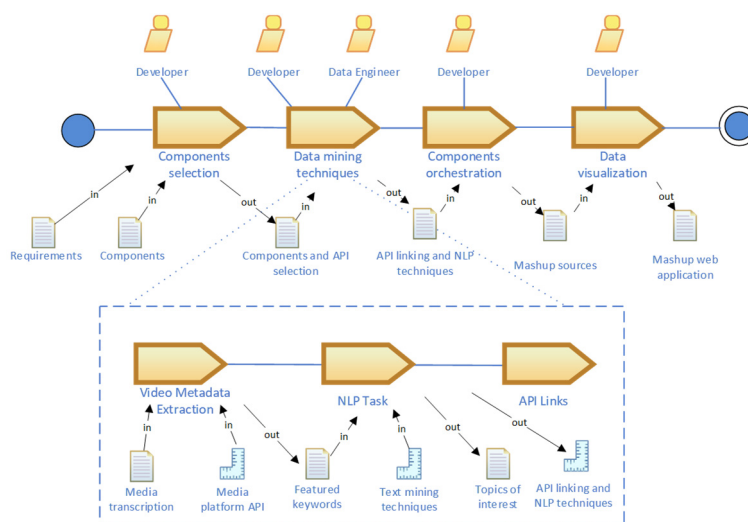 Developer
Developer
Data Engineer
Developer
Developer
Components
selection
Data mining
techniques
Components
orchestration
Data
visualization
in
in
out
in
out
in
out
in
out
Requirements
Components
Components and API
selection
API linking and NLP
techniques
Mashup sources
Mashup web
application
Video Metadata
Extraction
NLP Task
API Links
in
in
out
in
in
out
out
Media
transcription
Media
platform API
Featured
keywords
Text mining
techniques
Topics of
interest
API linking and
NLP techniques